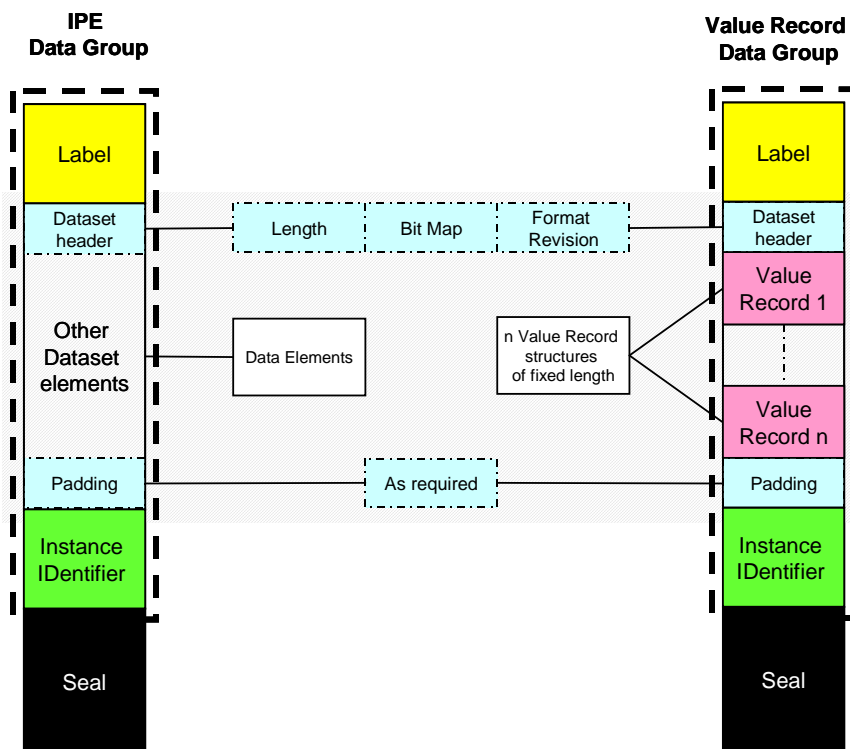 IPE
Data Group
Value Record
Data Group
Label
Label
Dataset
header
Length
Bit Map
Format
Revision
Dataset
header
Value
Record 1
Other
Dataset
elements
Data Elements
n Value Record
structures
of fixed length
Value
Record n
Padding
As required
Padding
Instance
IDentifier
Instance
IDentifier
Seal
Seal